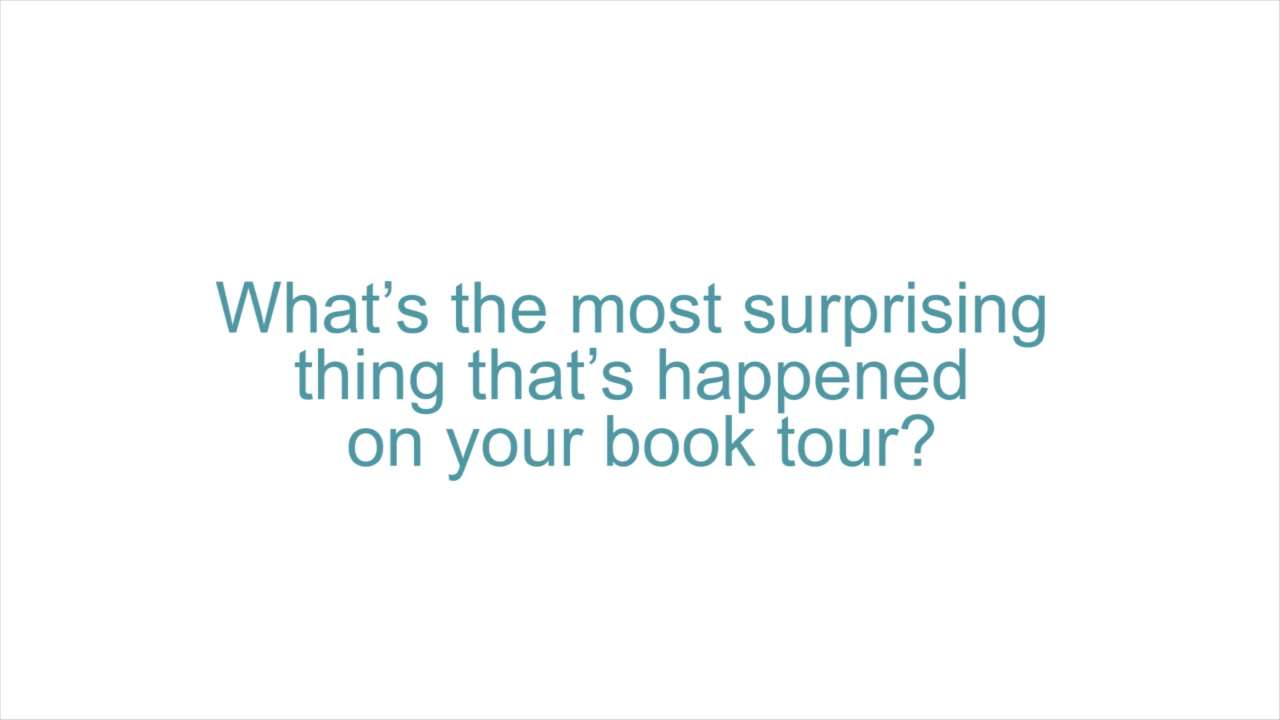 What’s the most surprising
thing that’s happened
on your book tour?